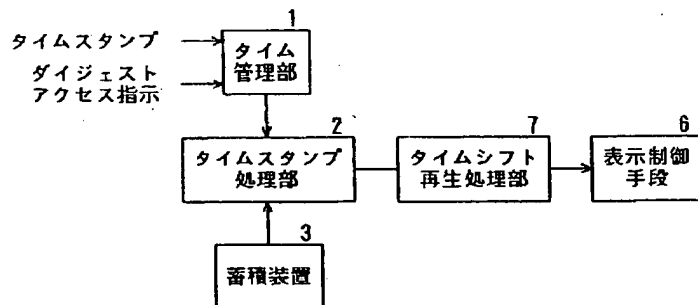 1
タイムスタンプ
タイム
管理部
ダイジェスト
アクセス指示
2
7
6
タイムスタンプ
処理部
タイムシフト
再生処理部
表示制御
手段
3
蓄積装置